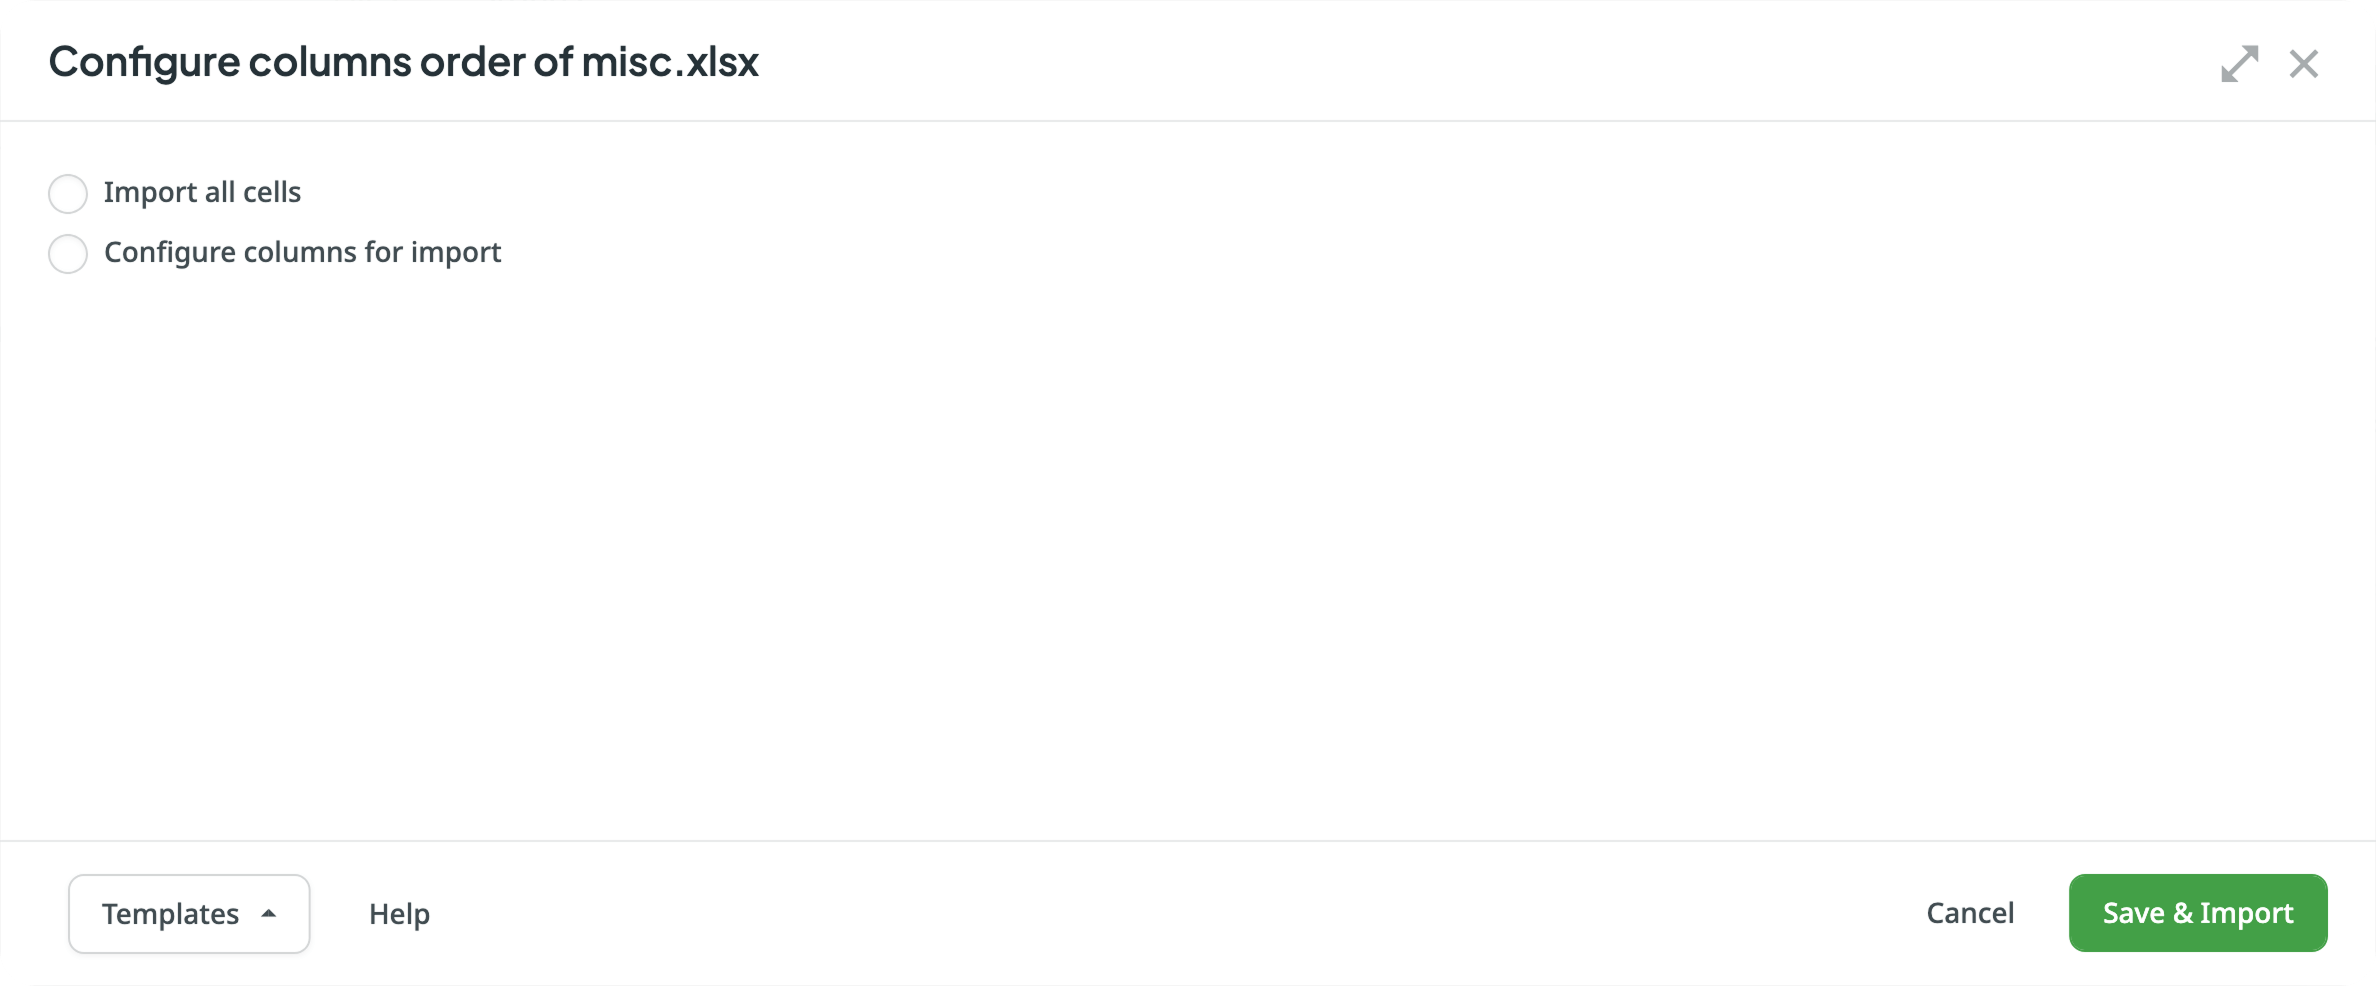 Configure columns order of misc.xlsx
Import all cells
Configure columns for import
Templates
Help
Cancel
Save & Import